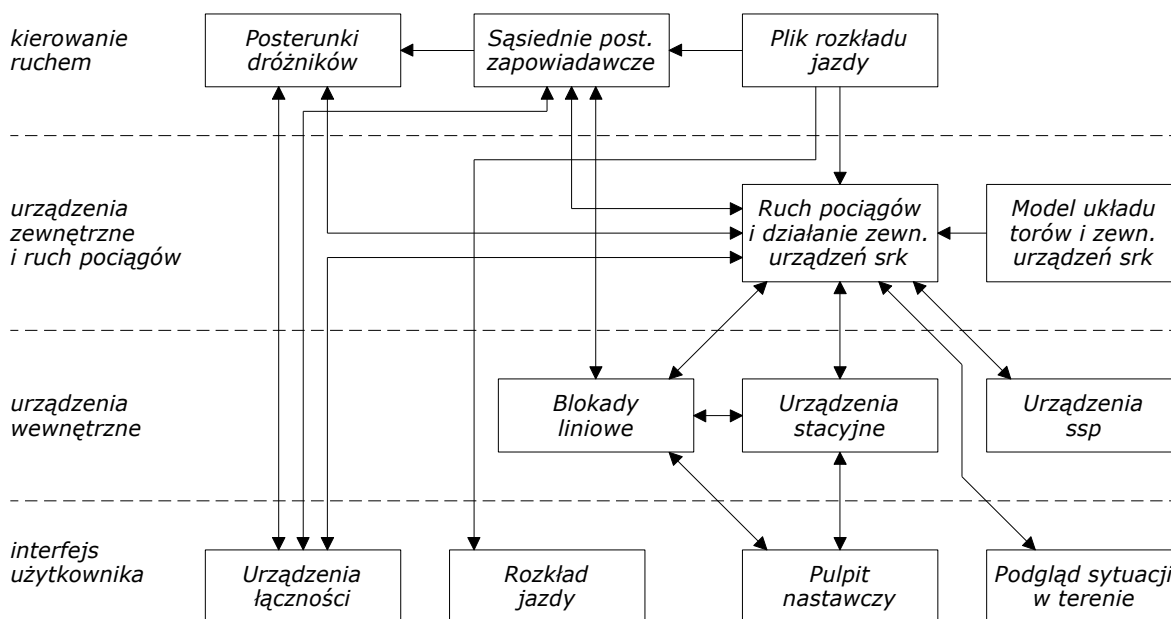 kierowanie
ruchem
Posterunki
dróżników
Sąsiednie post.
zapowiadawcze
Plik rozkładu
jazdy
urządzenia
zewnętrzne
i ruch pociągów
Ruch pociągów
i działanie zewn.
urządzeń srk
Model układu
torów i zewn.
urządzeń srk
urządzenia
wewnętrzne
Blokady
liniowe
Urządzenia
stacyjne
Urządzenia
ssp
interfejs
użytkownika
Urządzenia
łączności
Rozkład
jazdy
Pulpit
nastawczy
Podgląd sytuacji
w terenie